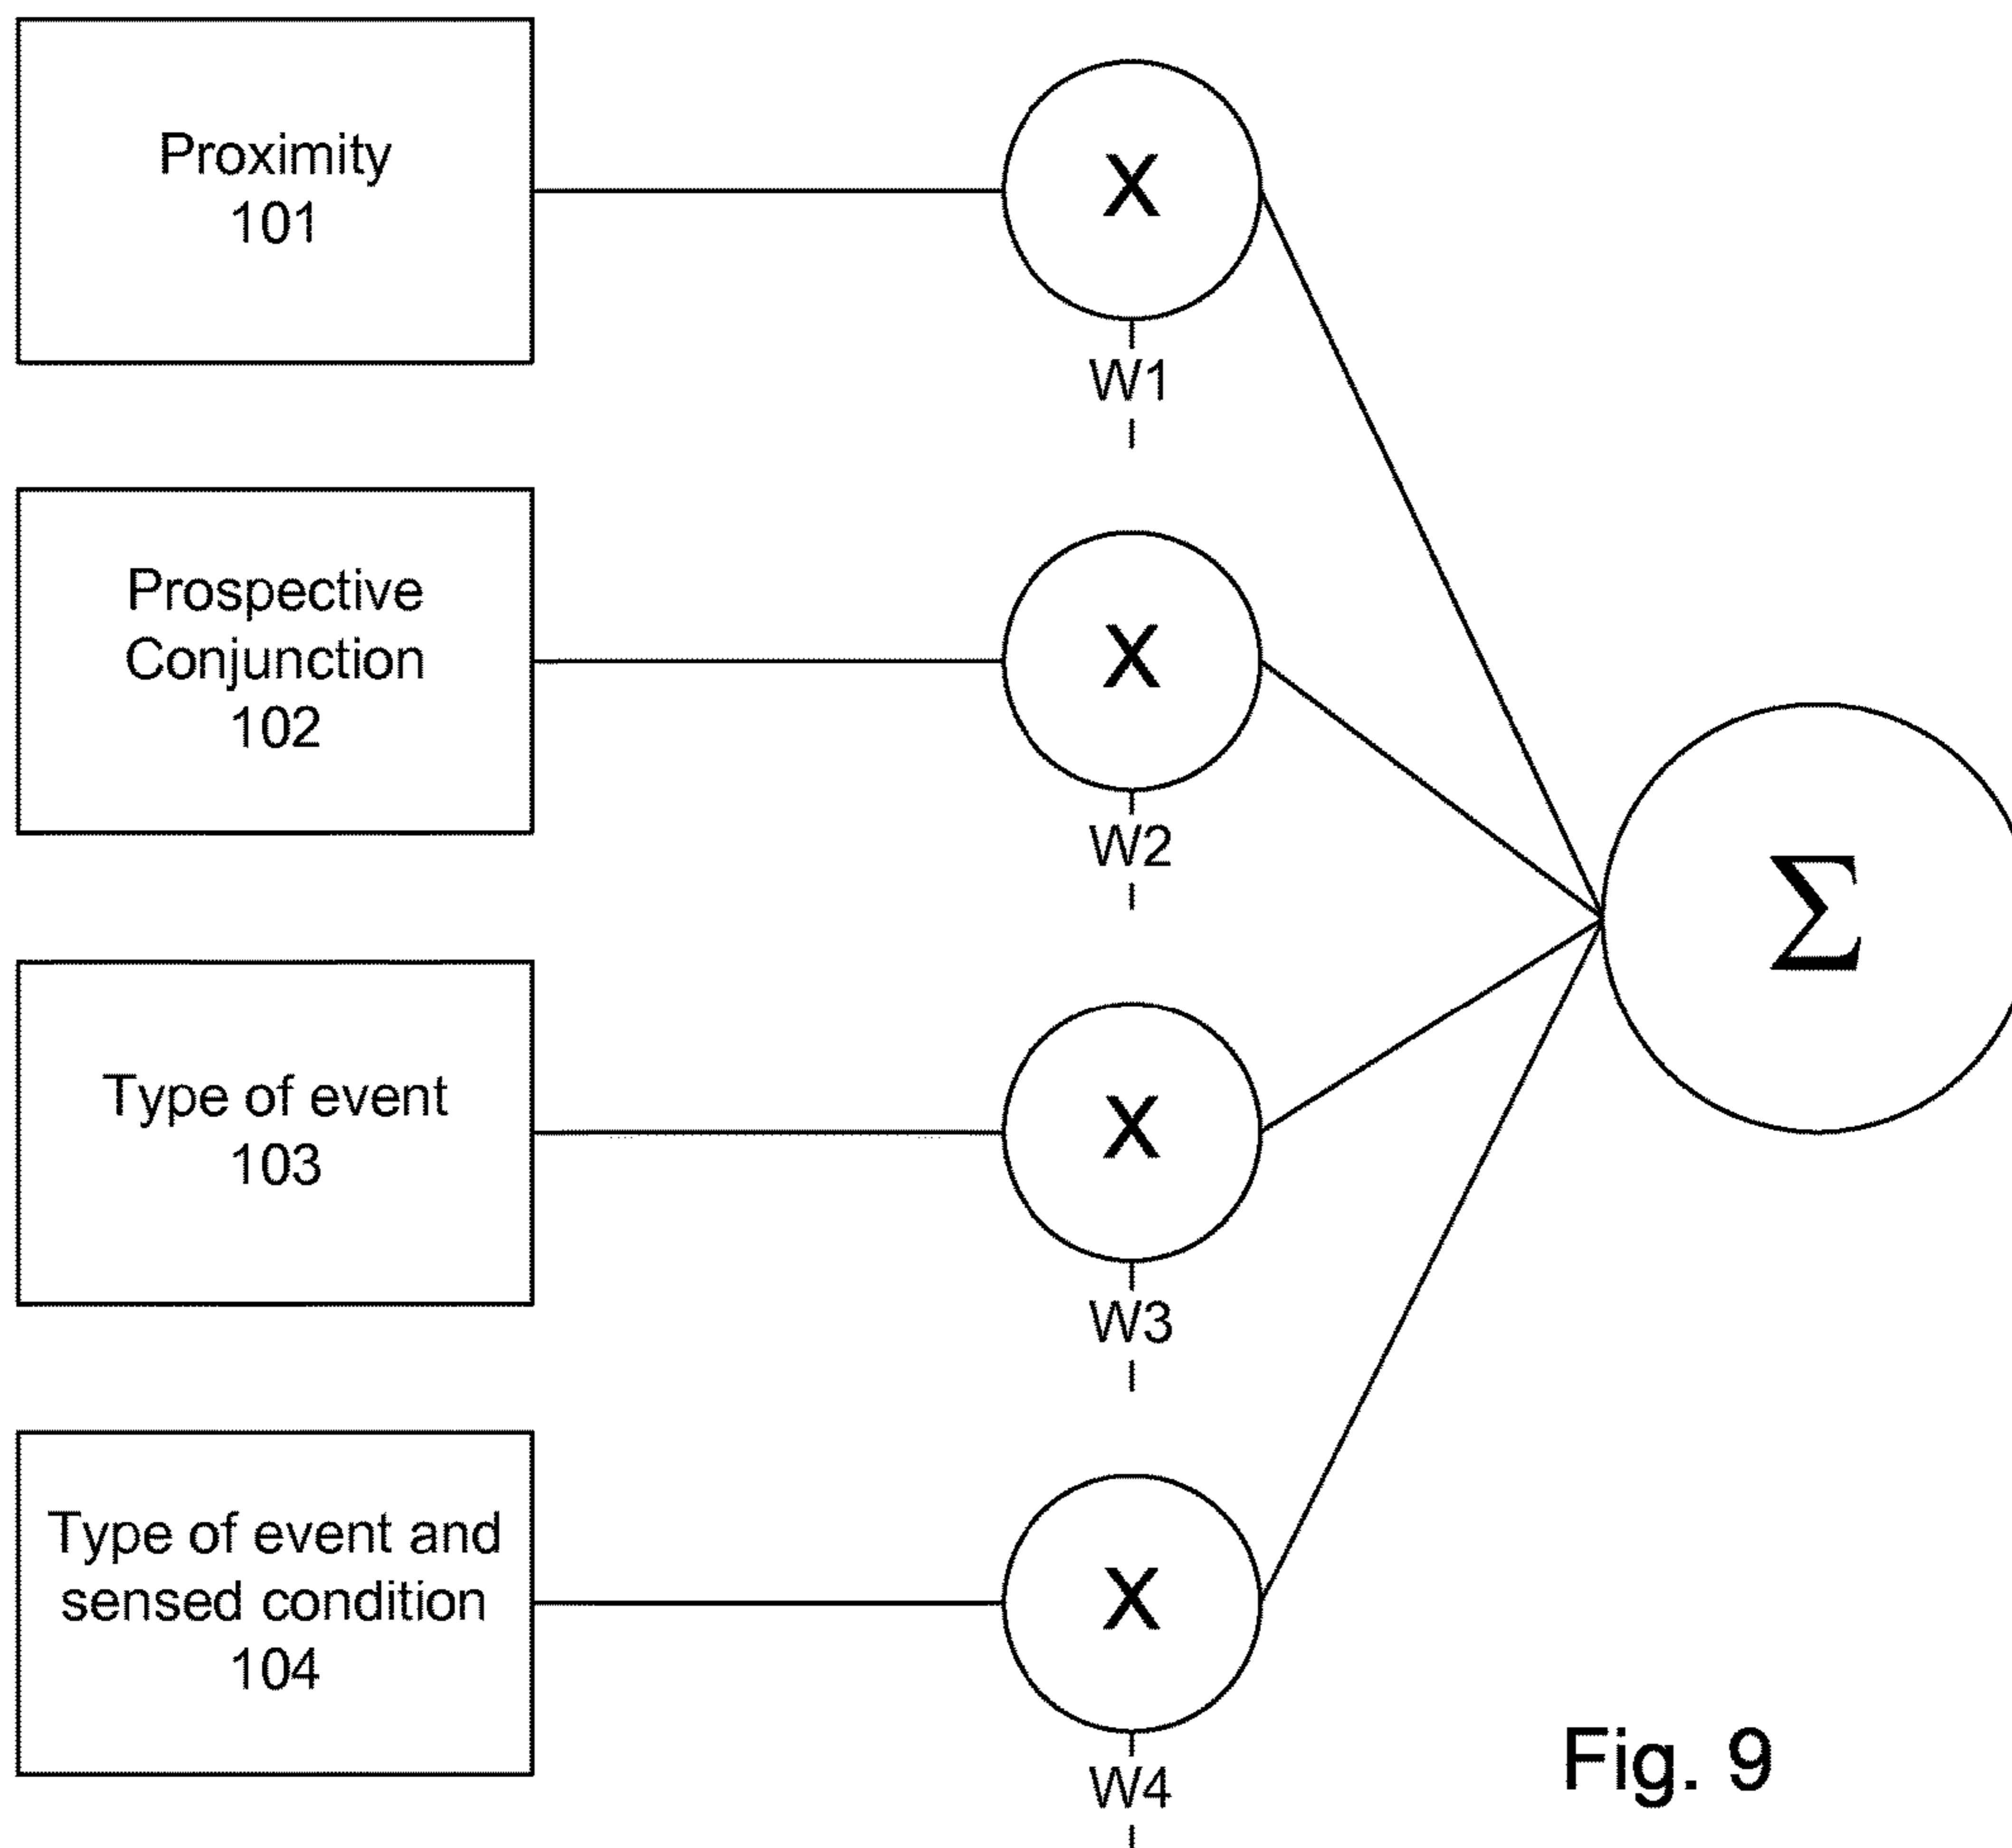 Proximity
101
X
W1
Prospective
Conjunction
102
X
W2
Σ
Type of event
103
X
W3
Type of event and
sensed condition
104
X
W4
Fig. 9